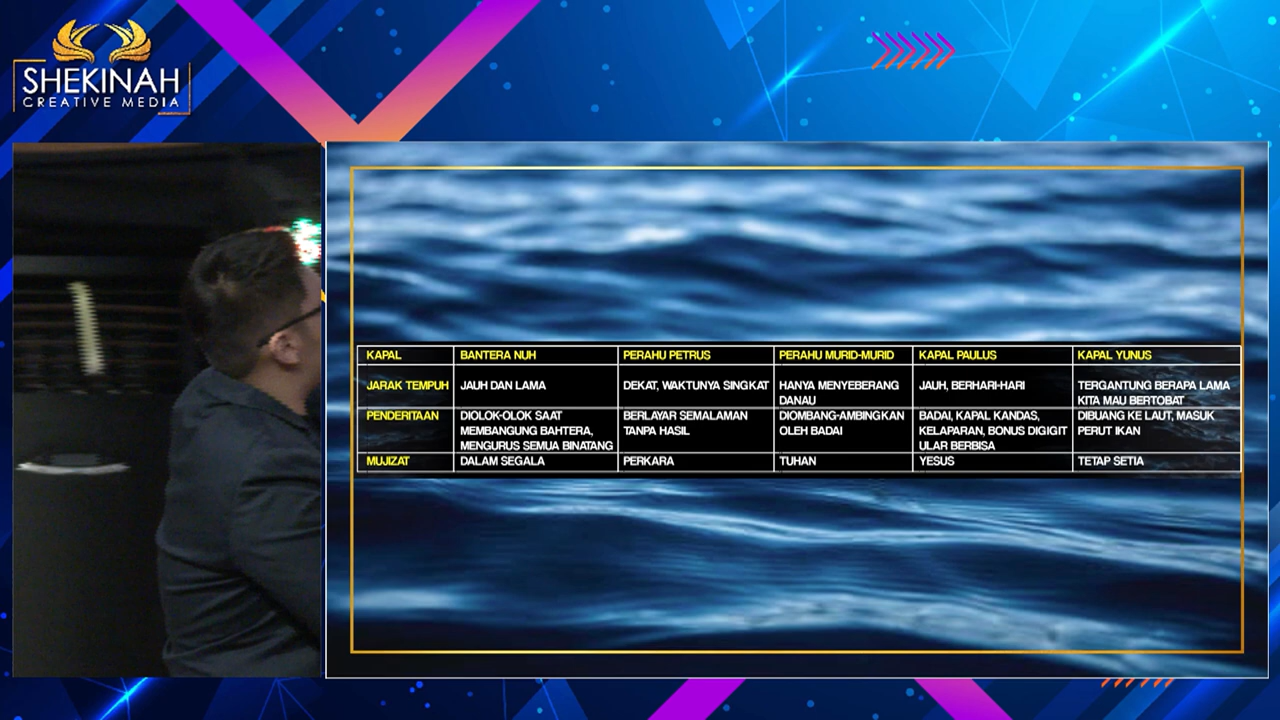 SHEKINAH
CREATIVE MEDIA
KAPAL BANTERA NUH PERAHU PETRUS PERAHU MURID-MURID KAPAL PAULUS KAPAL YUNUS
JARAK TEMPUH JAUH DAN LAMA DEKAT, WAKTUNYA SINGKAT HANYA MENYEBERANG JAUH, BERHARI-HARI TERGANTUNG BERAPA LAMA
DANAU KITA MAU BERTOBAT
PENDERITAAN DIOLOK-OLOK SAAT BERLAYAR SEMALAMAN DIOMBANG-AMBINGKAN BADAI, KAPAL KANDAS, DIBUANG KE LAUT, MASUK
MEMBANGUNG BAHTERA, TANPA HASIL OLEH BADAI KELAPARAN, BONUS DIGIGIT PERUT IKAN
MENGURUS SEMUA BINATANG ULAR BERBISA
MUJIZAT DALAM SEGALA PERKARA TUHAN YESUS TETAP SETIA